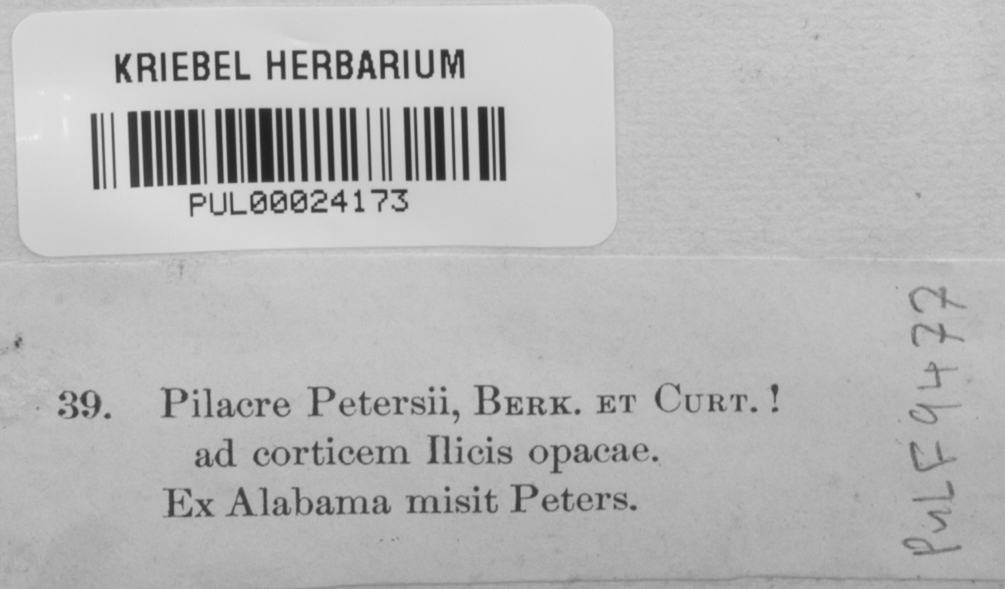 KRIEBEL HERBARIUM
PUL00024173
39. Pilacre Petersii, BERK. ET CURT. !
ad corticem Ilicis opacae.
Ex Alabama misit Peters.
PULF9477